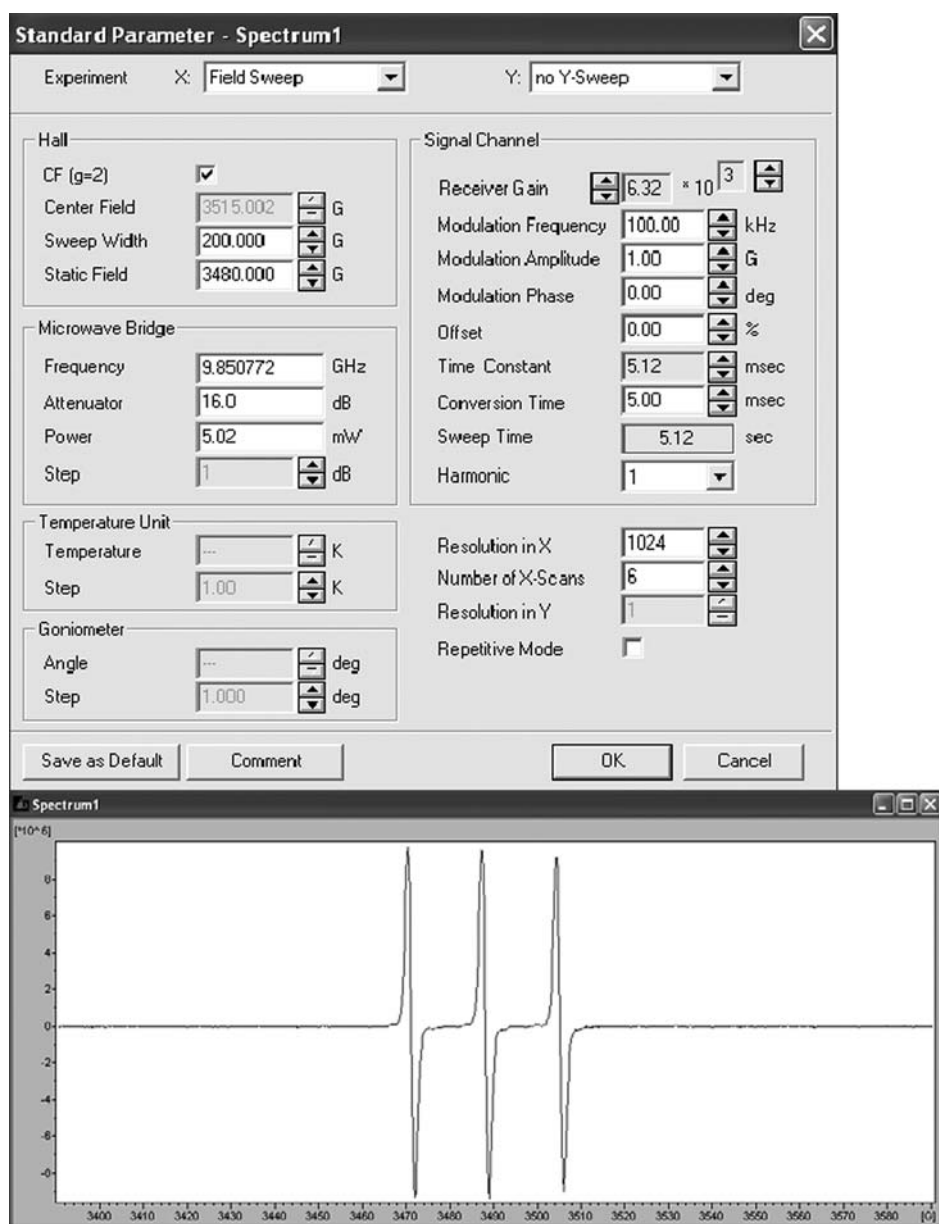 Standard Parameter - Spectrum1
Experiment X: Field Sweep Y: no Y-Sweep
Hall
CF (g=2)
Center Field 3515.002 G
Sweep Width 200.000 G
Static Field 3480.000 G
Microwave Bridge
Frequency 9.850772 GHz
Attenuator 16.0 dB
Power 5.02 mW
Step 1 dB
Temperature Unit
Temperature --- K
Step 1.00 K
Goniometer
Angle --- deg
Step 1.000 deg
Signal Channel
Receiver Gain 6.32 * 10 3
Modulation Frequency 100.00 kHz
Modulation Amplitude 1.00 G
Modulation Phase 0.00 deg
Offset 0.00 %
Time Constant 5.12 msec
Conversion Time 5.00 msec
Sweep Time 5.12 sec
Harmonic 1
Resolution in X 1024
Number of X-Scans 6
Resolution in Y 1
Repetitive Mode
Save as Default Comment OK Cancel
Spectrum1
[*10^6]
8
6
4
2
0
-2
-4
-6
3400 3410 3420 3430 3440 3450 3460 3470 3480 3490 3500 3510 3520 3530 3540 3550 3560 3570 3580 [G]